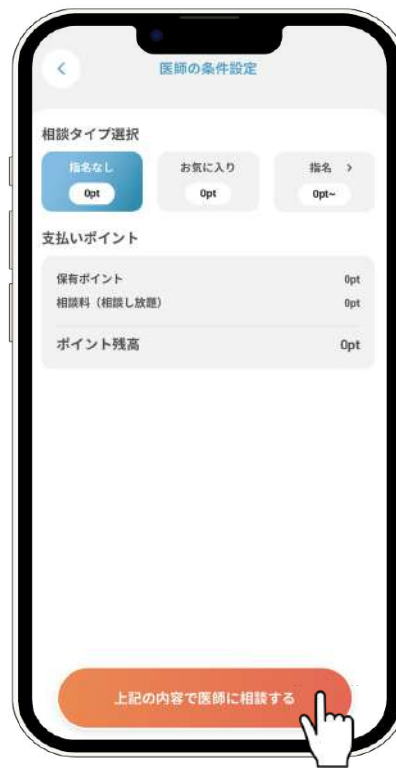 医師の条件設定
相談タイプ選択
指名なし お気に入り 指名 >
0pt 0pt 0pt~
支払いポイント
保有ポイント 0pt
相談料（相談し放題） 0pt
ポイント残高 0pt
上記の内容で医師に相談する